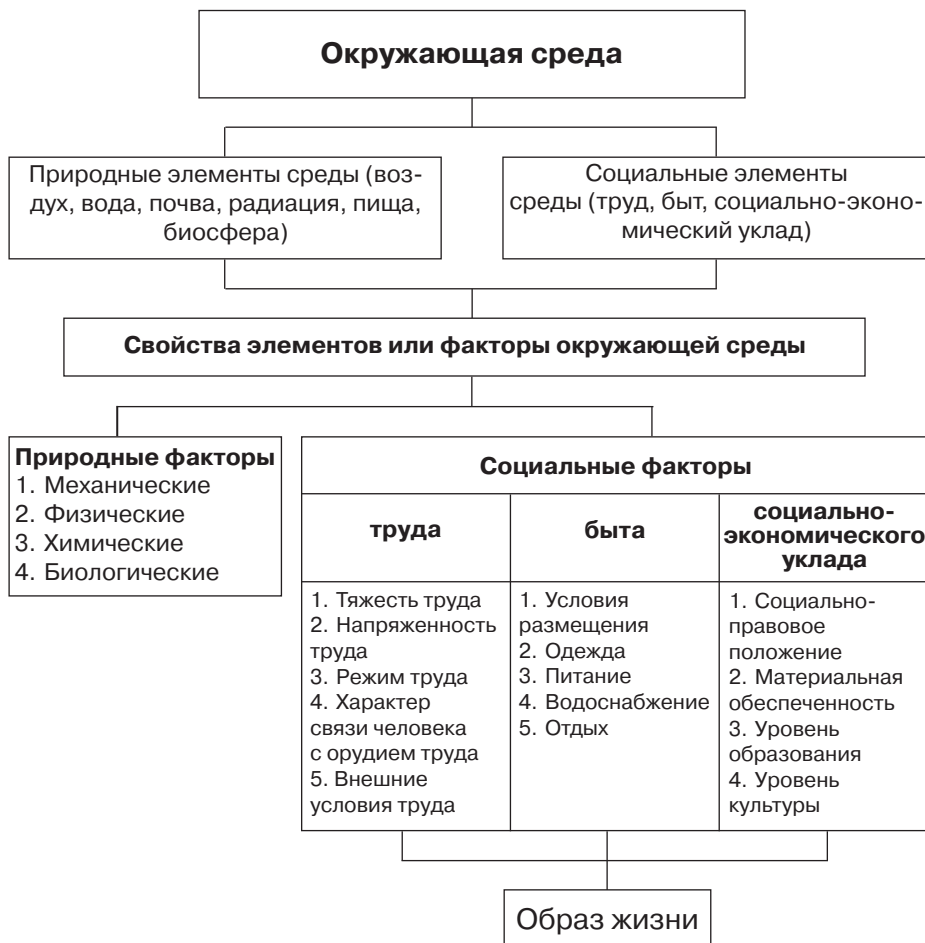 Окружающая среда
Природные элементы среды (воз-
дух, вода, почва, радиация, пища,
биосфера)
Социальные элементы
среды (труд, быт, социально-эконо-
мический уклад)
Свойства элементов или факторы окружающей среды
Природные факторы
1. Механические
2. Физические
3. Химические
4. Биологические
Социальные факторы
труда
1. Тяжесть труда
2. Напряженность
труда
3. Режим труда
4. Характер
связи человека
с орудием труда
5. Внешние
условия труда
быта
1. Условия
размещения
2. Одежда
3. Питание
4. Водоснабжение
5. Отдых
социально-
экономического
уклада
1. Социально-
правовое
положение
2. Материальная
обеспеченность
3. Уровень
образования
4. Уровень
культуры
Образ жизни